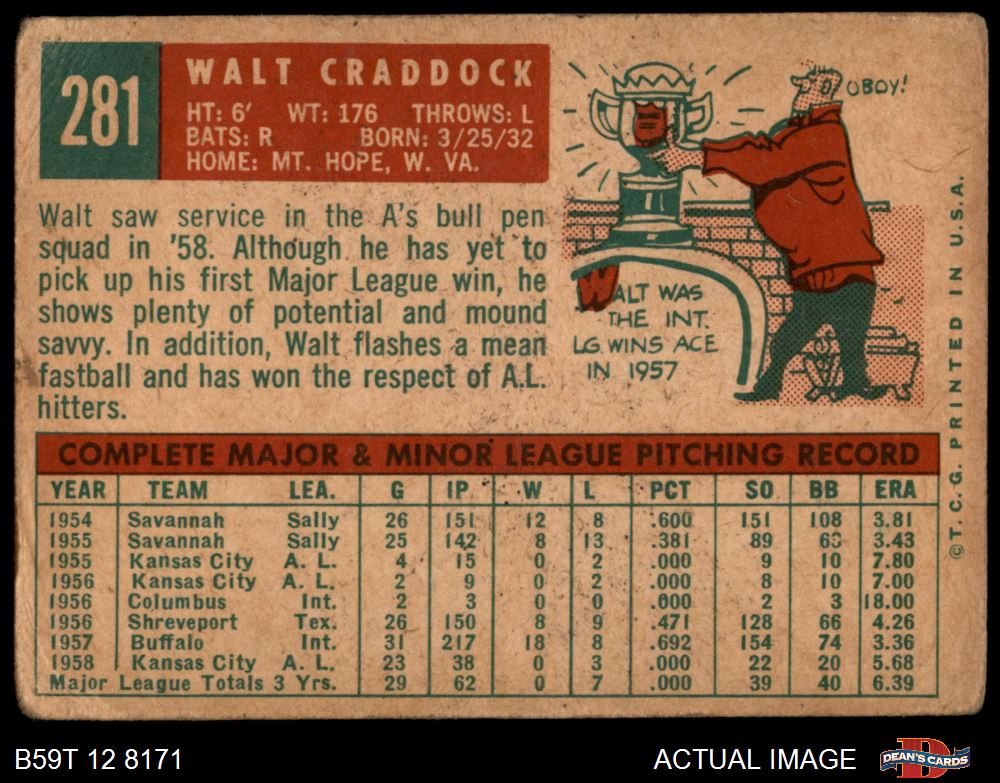 281
WALT CRADDOCK
HT: 6' WT: 176 THROWS: L
BATS: R BORN: 3/25/32
HOME: MT. HOPE, W. VA.
OBOY!
Walt saw service in the A's bull pen
squad in '58. Although he has yet to
pick up his first Major League win, he
shows plenty of potential and mound
savvy. In addition, Walt flashes a mean
fastball and has won the respect of A.L.
hitters.
WALT WAS
THE INT.
LG. WINS ACE
IN 1957
COMPLETE MAJOR & MINOR LEAGUE PITCHING RECORD
YEAR TEAM LEA. G IP W L PCT SO BB ERA
1954 Savannah Sally 26 151 12 8 .600 151 108 3.81
1955 Savannah Sally 25 142 8 13 .381 89 63 3.43
1955 Kansas City A. L. 4 15 0 2 .000 9 10 7.80
1956 Kansas City A. L. 2 9 0 2 .000 8 10 7.00
1956 Columbus Int. 2 3 0 0 .000 2 3 18.00
1956 Shreveport Tex. 26 150 8 9 .471 128 66 4.26
1957 Buffalo Int. 31 217 18 8 .692 154 74 3.36
1958 Kansas City A. L. 23 38 0 3 .000 22 20 5.68
Major League Totals 3 Yrs. 29 62 0 7 .000 39 40 6.39
© T. C. G. PRINTED IN U.S.A.
B59T 12 8171
ACTUAL IMAGE
DEAN'S CARDS